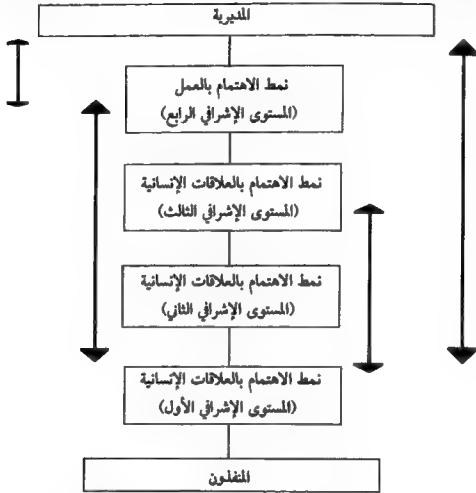 المديرية
نمط الاهتمام بالعمل
(المستوى الإشرافي الرابع)
نمط الاهتمام بالعلاقات الإنسانية
(المستوى الإشرافي الثالث)
نمط الاهتمام بالعلاقات الإنسانية
(المستوى الإشرافي الثاني)
نمط الاهتمام بالعلاقات الإنسانية
(المستوى الإشرافي الأول)
المنفذون